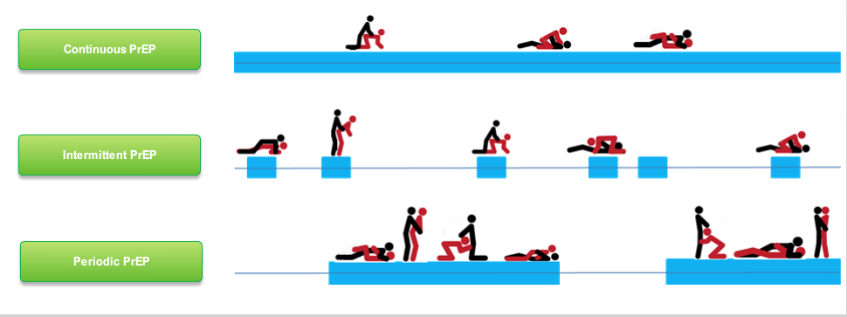 Continuous PrEP
Intermittent PrEP
Periodic PrEP